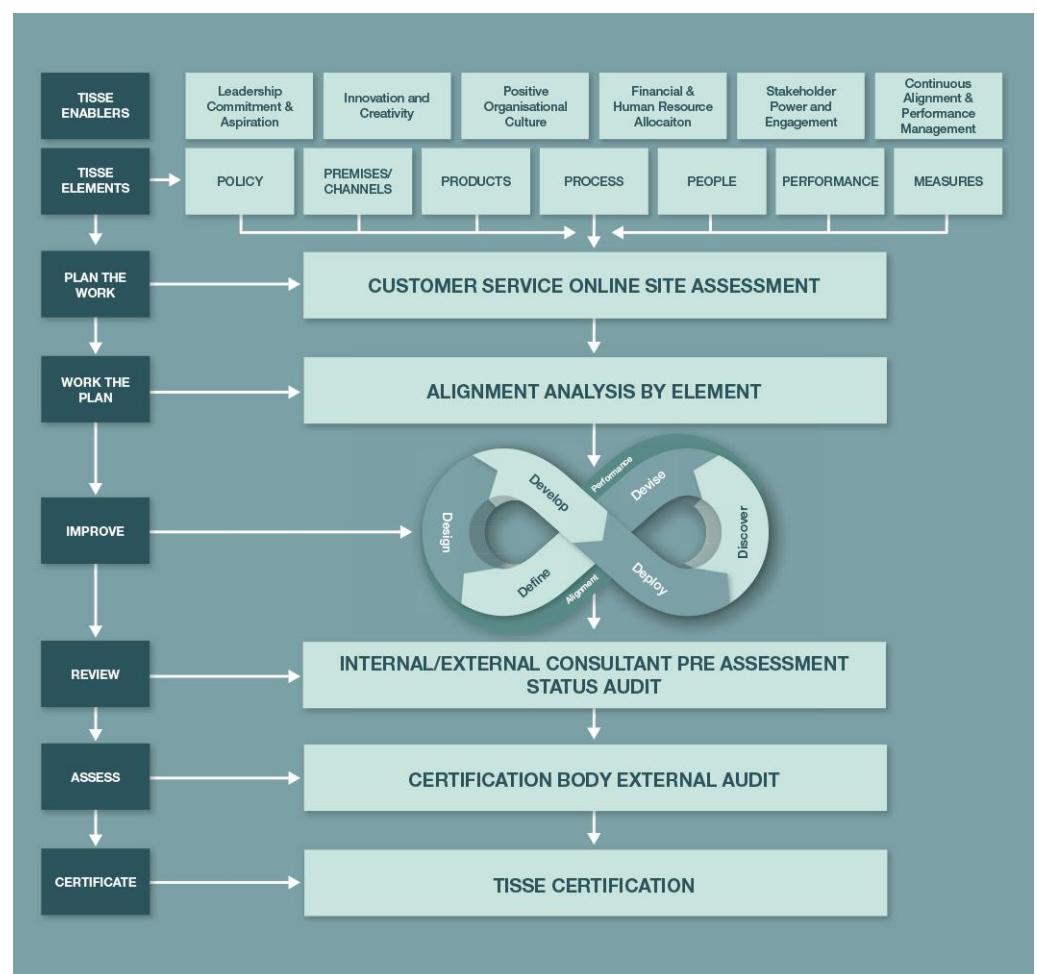 TISSE
ENABLERS
Leadership
Commitment &
Aspiration
Innovation and
Creativity
Positive
Organisational
Culture
Financial &
Human Resource
Allocaiton
Stakeholder
Power and
Engagement
Continuous
Alignment &
Performance
Management
TISSE
ELEMENTS
POLICY
PREMISES/
CHANNELS
PRODUCTS
PROCESS
PEOPLE
PERFORMANCE
MEASURES
PLAN THE
WORK
CUSTOMER SERVICE ONLINE SITE ASSESSMENT
WORK THE
PLAN
ALIGNMENT ANALYSIS BY ELEMENT
IMPROVE
Design
Develop
Define
Performance
Alignment
Devise
Deploy
Discover
REVIEW
INTERNAL/EXTERNAL CONSULTANT PRE ASSESSMENT
STATUS AUDIT
ASSESS
CERTIFICATION BODY EXTERNAL AUDIT
CERTIFICATE
TISSE CERTIFICATION